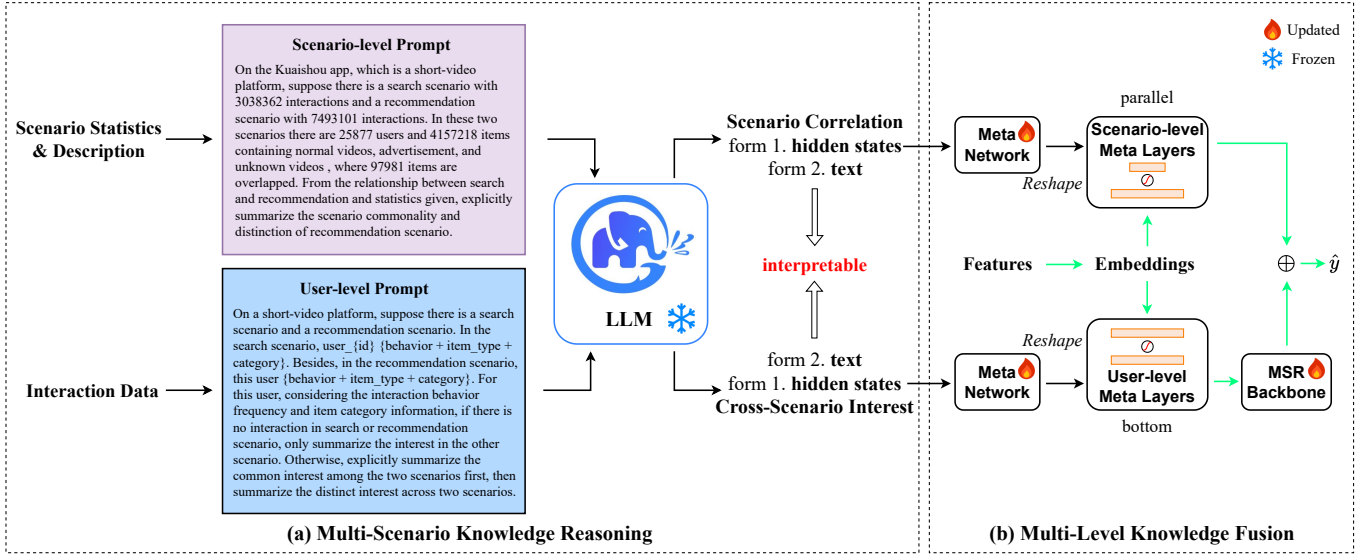 Scenario-level Prompt
On the Kuaishou app, which is a short-video
platform, suppose there is a search scenario with
3038362 interactions and a recommendation
scenario with 7493101 interactions. In these two
scenarios there are 25877 users and 4157218 items
containing normal videos, advertisement, and
unknown videos , where 97981 items are
overlapped. From the relationship between search
and recommendation and statistics given, explicitly
summarize the scenario commonality and
distinction of recommendation scenario.
Scenario Statistics
& Description
User-level Prompt
On a short-video platform, suppose there is a search
scenario and a recommendation scenario. In the
search scenario, user_{id} {behavior + item_type +
category}. Besides, in the recommendation scenario,
this user {behavior + item_type + category}. For
this user, considering the interaction behavior
frequency and item category information, if there is
no interaction in search or recommendation
scenario, only summarize the interest in the other
scenario. Otherwise, explicitly summarize the
common interest among the two scenarios first, then
summarize the distinct interest across two scenarios.
Interaction Data
LLM
Scenario Correlation
form 1. hidden states
form 2. text
interpretable
form 2. text
form 1. hidden states
Cross-Scenario Interest
(a) Multi-Scenario Knowledge Reasoning
Updated
Frozen
parallel
Meta
Network
Reshape
Scenario-level
Meta Layers
Features
Embeddings
⊕
ŷ
Meta
Network
Reshape
User-level
Meta Layers
bottom
MSR
Backbone
(b) Multi-Level Knowledge Fusion